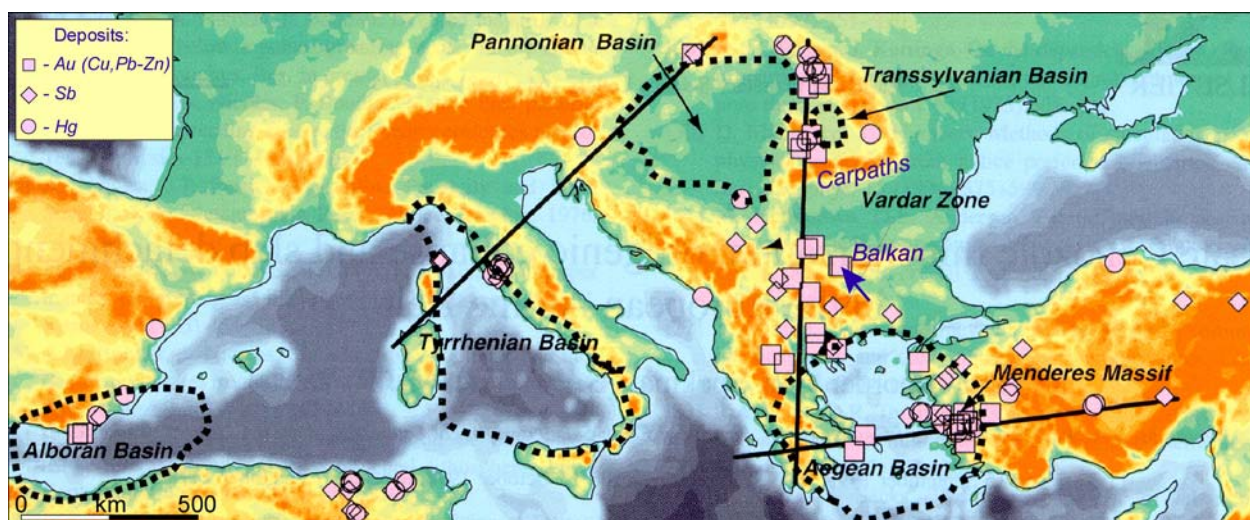 Deposits:
- Au (Cu,Pb-Zn)
- Sb
- Hg
Pannonian Basin
Transsylvanian Basin
Carpaths
Vardar Zone
Balkan
Tyrrhenian Basin
Menderes Massif
Alboran Basin
Aegean Basin
0 km 500